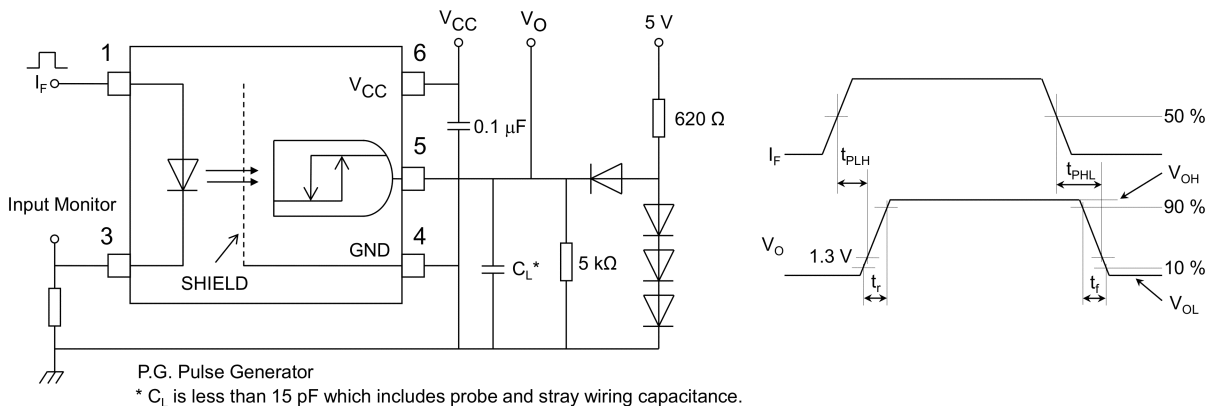 V_CC
V_O
5 V
1
6
I_F
V_CC
0.1 µF
620 Ω
5
Input Monitor
3
GND
4
SHIELD
C_L*
5 kΩ
P.G. Pulse Generator
* C_L is less than 15 pF which includes probe and stray wiring capacitance.
50 %
I_F
t_PLH
t_PHL
V_OH
90 %
V_O
1.3 V
10 %
t_r
t_f
V_OL